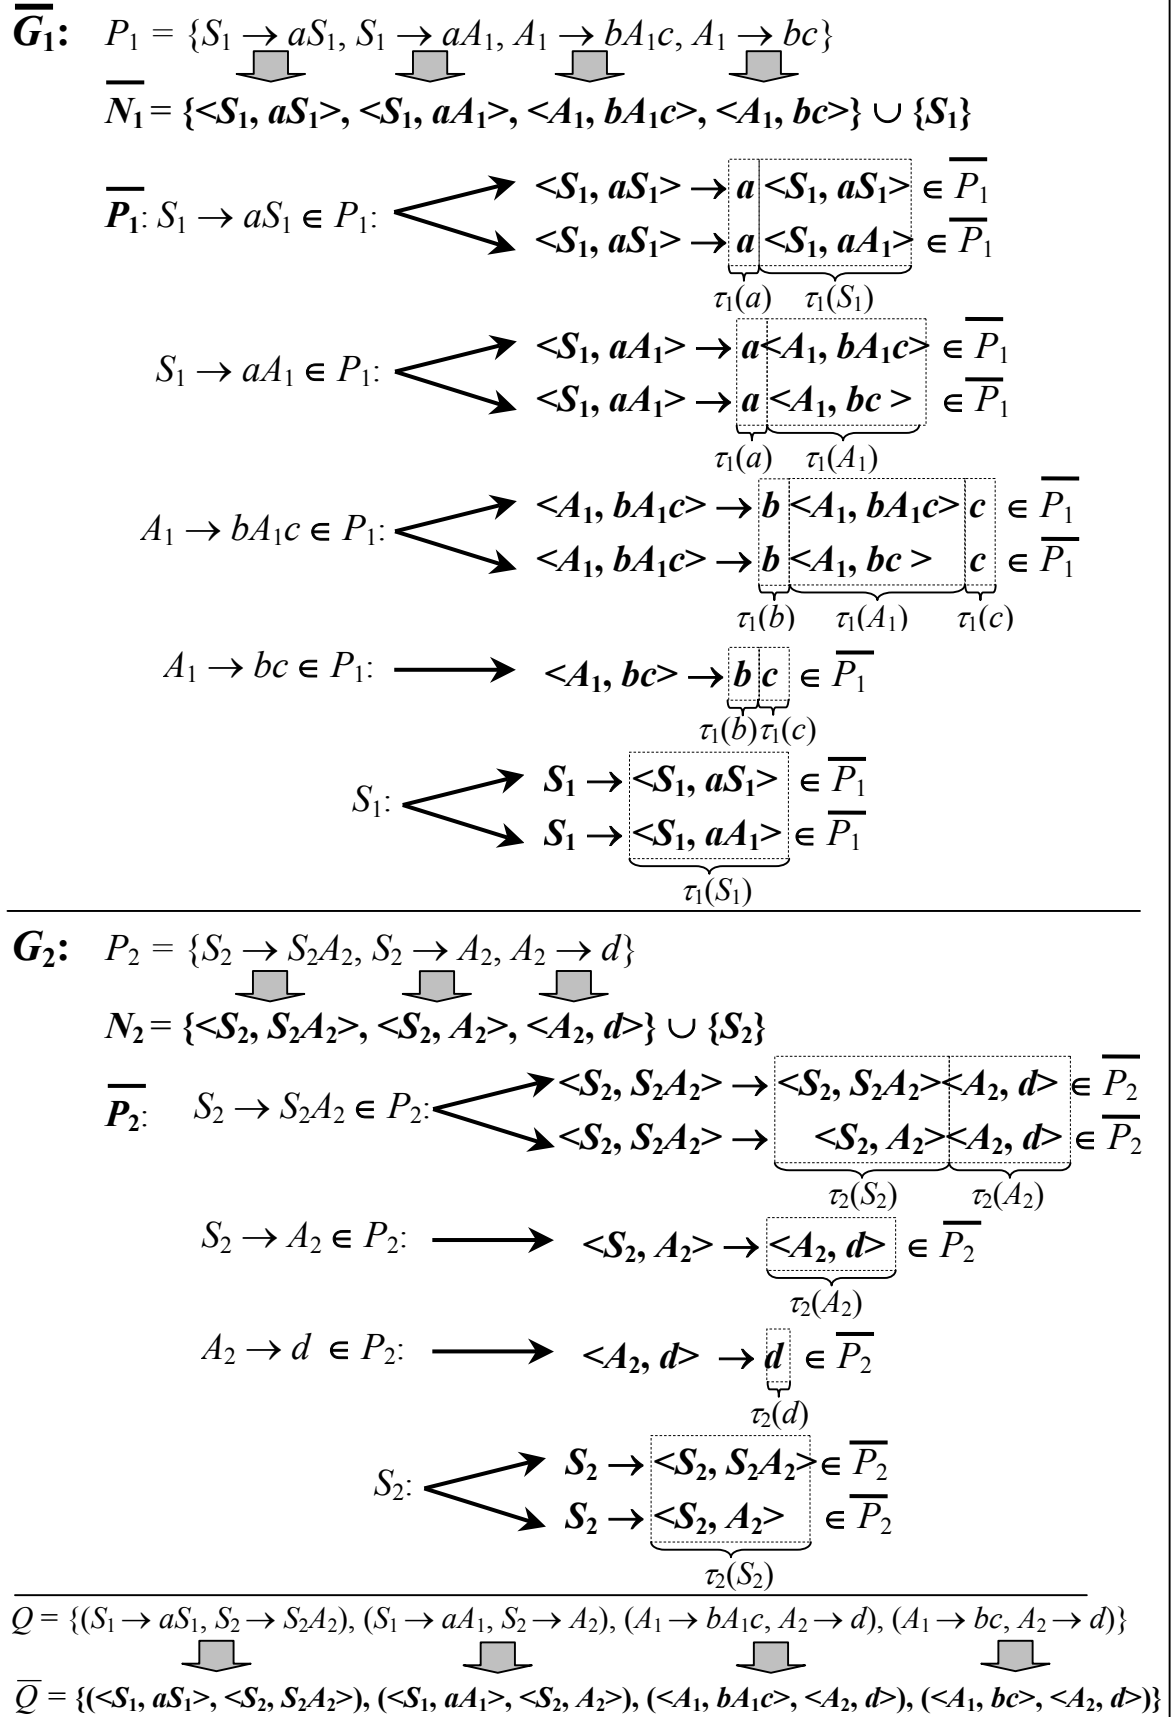 G̅₁: P₁ = {S₁ → aS₁, S₁ → aA₁, A₁ → bA₁c, A₁ → bc}
N̅₁ = {<S₁, aS₁>, <S₁, aA₁>, <A₁, bA₁c>, <A₁, bc>} ∪ {S₁}
<S₁, aS₁> → a <S₁, aS₁> ∈ P̅₁
P̅₁: S₁ → aS₁ ∈ P₁:
<S₁, aS₁> → a <S₁, aA₁> ∈ P̅₁
τ₁(a) τ₁(S₁)
<S₁, aA₁> → a<A₁, bA₁c> ∈ P̅₁
S₁ → aA₁ ∈ P₁:
<S₁, aA₁> → a <A₁, bc > ∈ P̅₁
τ₁(a) τ₁(A₁)
<A₁, bA₁c> → b <A₁, bA₁c> c ∈ P̅₁
A₁ → bA₁c ∈ P₁:
<A₁, bA₁c> → b <A₁, bc > c ∈ P̅₁
τ₁(b) τ₁(A₁) τ₁(c)
A₁ → bc ∈ P₁: <A₁, bc> → b c ∈ P̅₁
τ₁(b) τ₁(c)
S₁ → <S₁, aS₁> ∈ P̅₁
S₁:
S₁ → <S₁, aA₁> ∈ P̅₁
τ₁(S₁)
G₂: P₂ = {S₂ → S₂A₂, S₂ → A₂, A₂ → d}
N₂ = {<S₂, S₂A₂>, <S₂, A₂>, <A₂, d>} ∪ {S₂}
<S₂, S₂A₂> → <S₂, S₂A₂><A₂, d> ∈ P̅₂
P̅₂: S₂ → S₂A₂ ∈ P₂:
<S₂, S₂A₂> → <S₂, A₂><A₂, d> ∈ P̅₂
τ₂(S₂) τ₂(A₂)
S₂ → A₂ ∈ P₂: <S₂, A₂> → <A₂, d> ∈ P̅₂
τ₂(A₂)
A₂ → d ∈ P₂: <A₂, d> → d ∈ P̅₂
τ₂(d)
S₂ → <S₂, S₂A₂> ∈ P̅₂
S₂:
S₂ → <S₂, A₂> ∈ P̅₂
τ₂(S₂)
Q = {(S₁ → aS₁, S₂ → S₂A₂), (S₁ → aA₁, S₂ → A₂), (A₁ → bA₁c, A₂ → d), (A₁ → bc, A₂ → d)}
Q̅ = {(<S₁, aS₁>, <S₂, S₂A₂>), (<S₁, aA₁>, <S₂, A₂>), (<A₁, bA₁c>, <A₂, d>), (<A₁, bc>, <A₂, d>)}